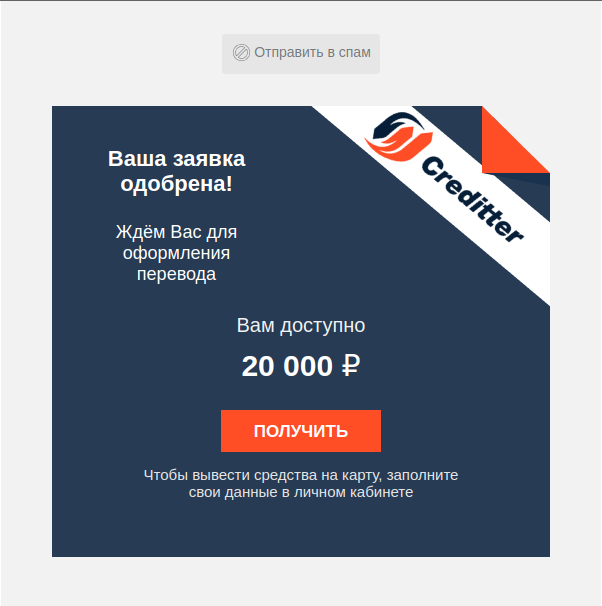 Отправить в спам
Creditter
Ваша заявка
одобрена!
Ждём Вас для
оформления
перевода
Вам доступно
20 000 ₽
ПОЛУЧИТЬ
Чтобы вывести средства на карту, заполните
свои данные в личном кабинете